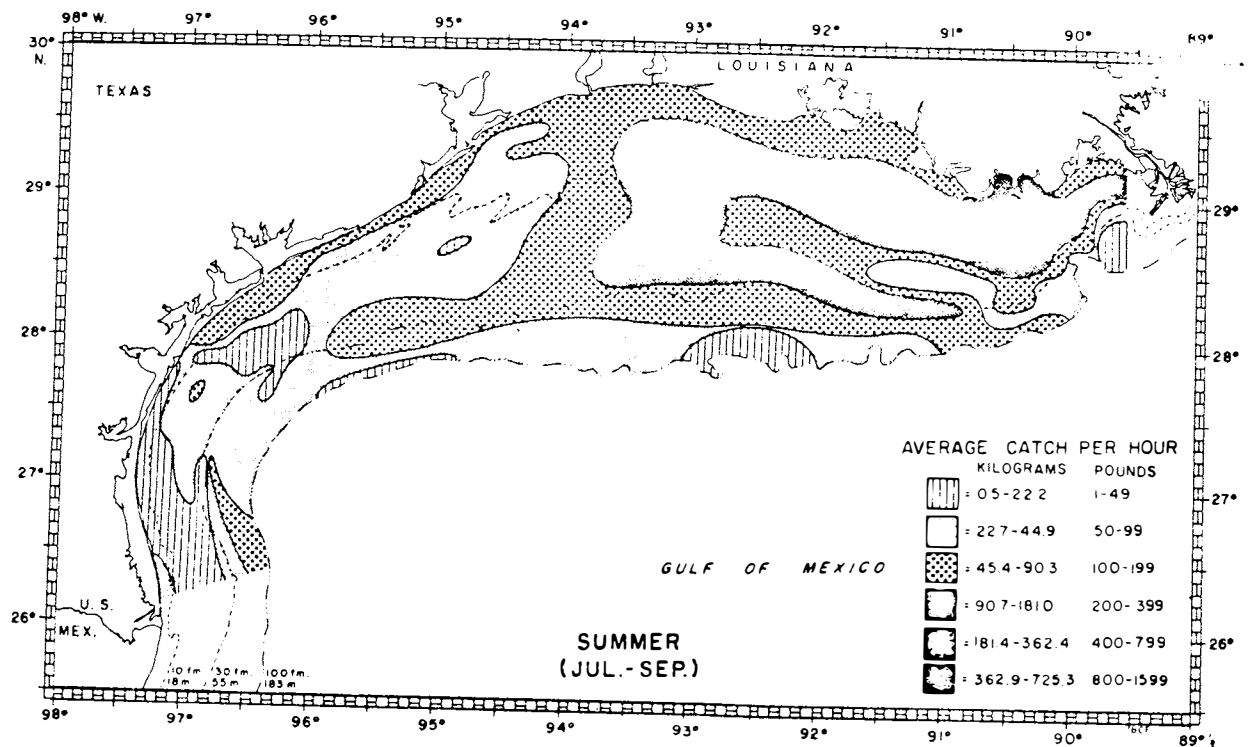 98° W. 97° 96° 95° 94° 93° 92° 91° 90° 89°
30° N.
LOUISIANA
TEXAS
29° 29°
28° 28°
27° 27°
26° 26°
AVERAGE CATCH PER HOUR
KILOGRAMS POUNDS
= 0.5-22.2 1-49
= 22.7-44.9 50-99
= 45.4-90.3 100-199
= 90.7-181.0 200-399
= 181.4-362.4 400-799
= 362.9-725.3 800-1599
GULF OF MEXICO
U. S.
MEX.
SUMMER
(JUL.-SEP.)
10 fm. 30 fm. 100 fm.
18 m 55 m 183 m
98° 97° 96° 95° 94° 93° 92° 91° 90° 89°